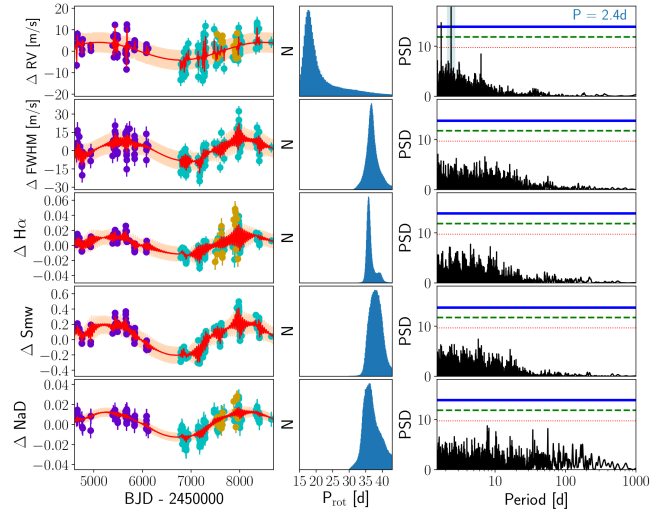 Δ RV [m/s]
20
10
0
−10
−20
N
PSD
10
0
P = 2.4d
Δ FWHM [m/s]
30
15
0
−15
−30
N
PSD
10
0
Δ Hα
0.06
0.04
0.02
0.00
−0.02
−0.04
N
PSD
10
0
Δ Smw
0.6
0.4
0.2
0.0
−0.2
−0.4
N
PSD
10
0
Δ NaD
0.04
0.02
0.00
−0.02
−0.04
N
PSD
10
0
5000 6000 7000 8000
15 20 25 30 35 40
10 100 1000
BJD - 2450000
Prot [d]
Period [d]